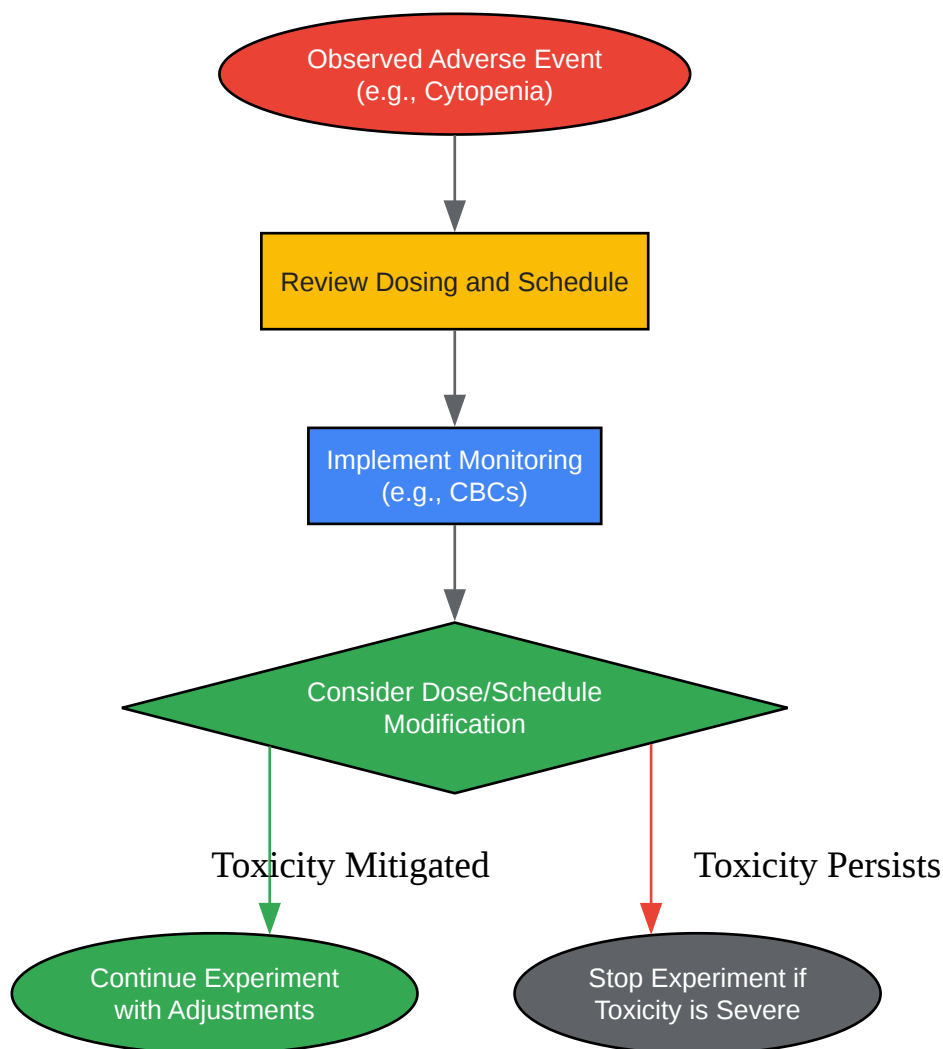 Observed Adverse Event
(e.g., Cytopenia)
Review Dosing and Schedule
Implement Monitoring
(e.g., CBCs)
Consider Dose/Schedule
Modification
Toxicity Mitigated
Toxicity Persists
Continue Experiment
with Adjustments
Stop Experiment if
Toxicity is Severe